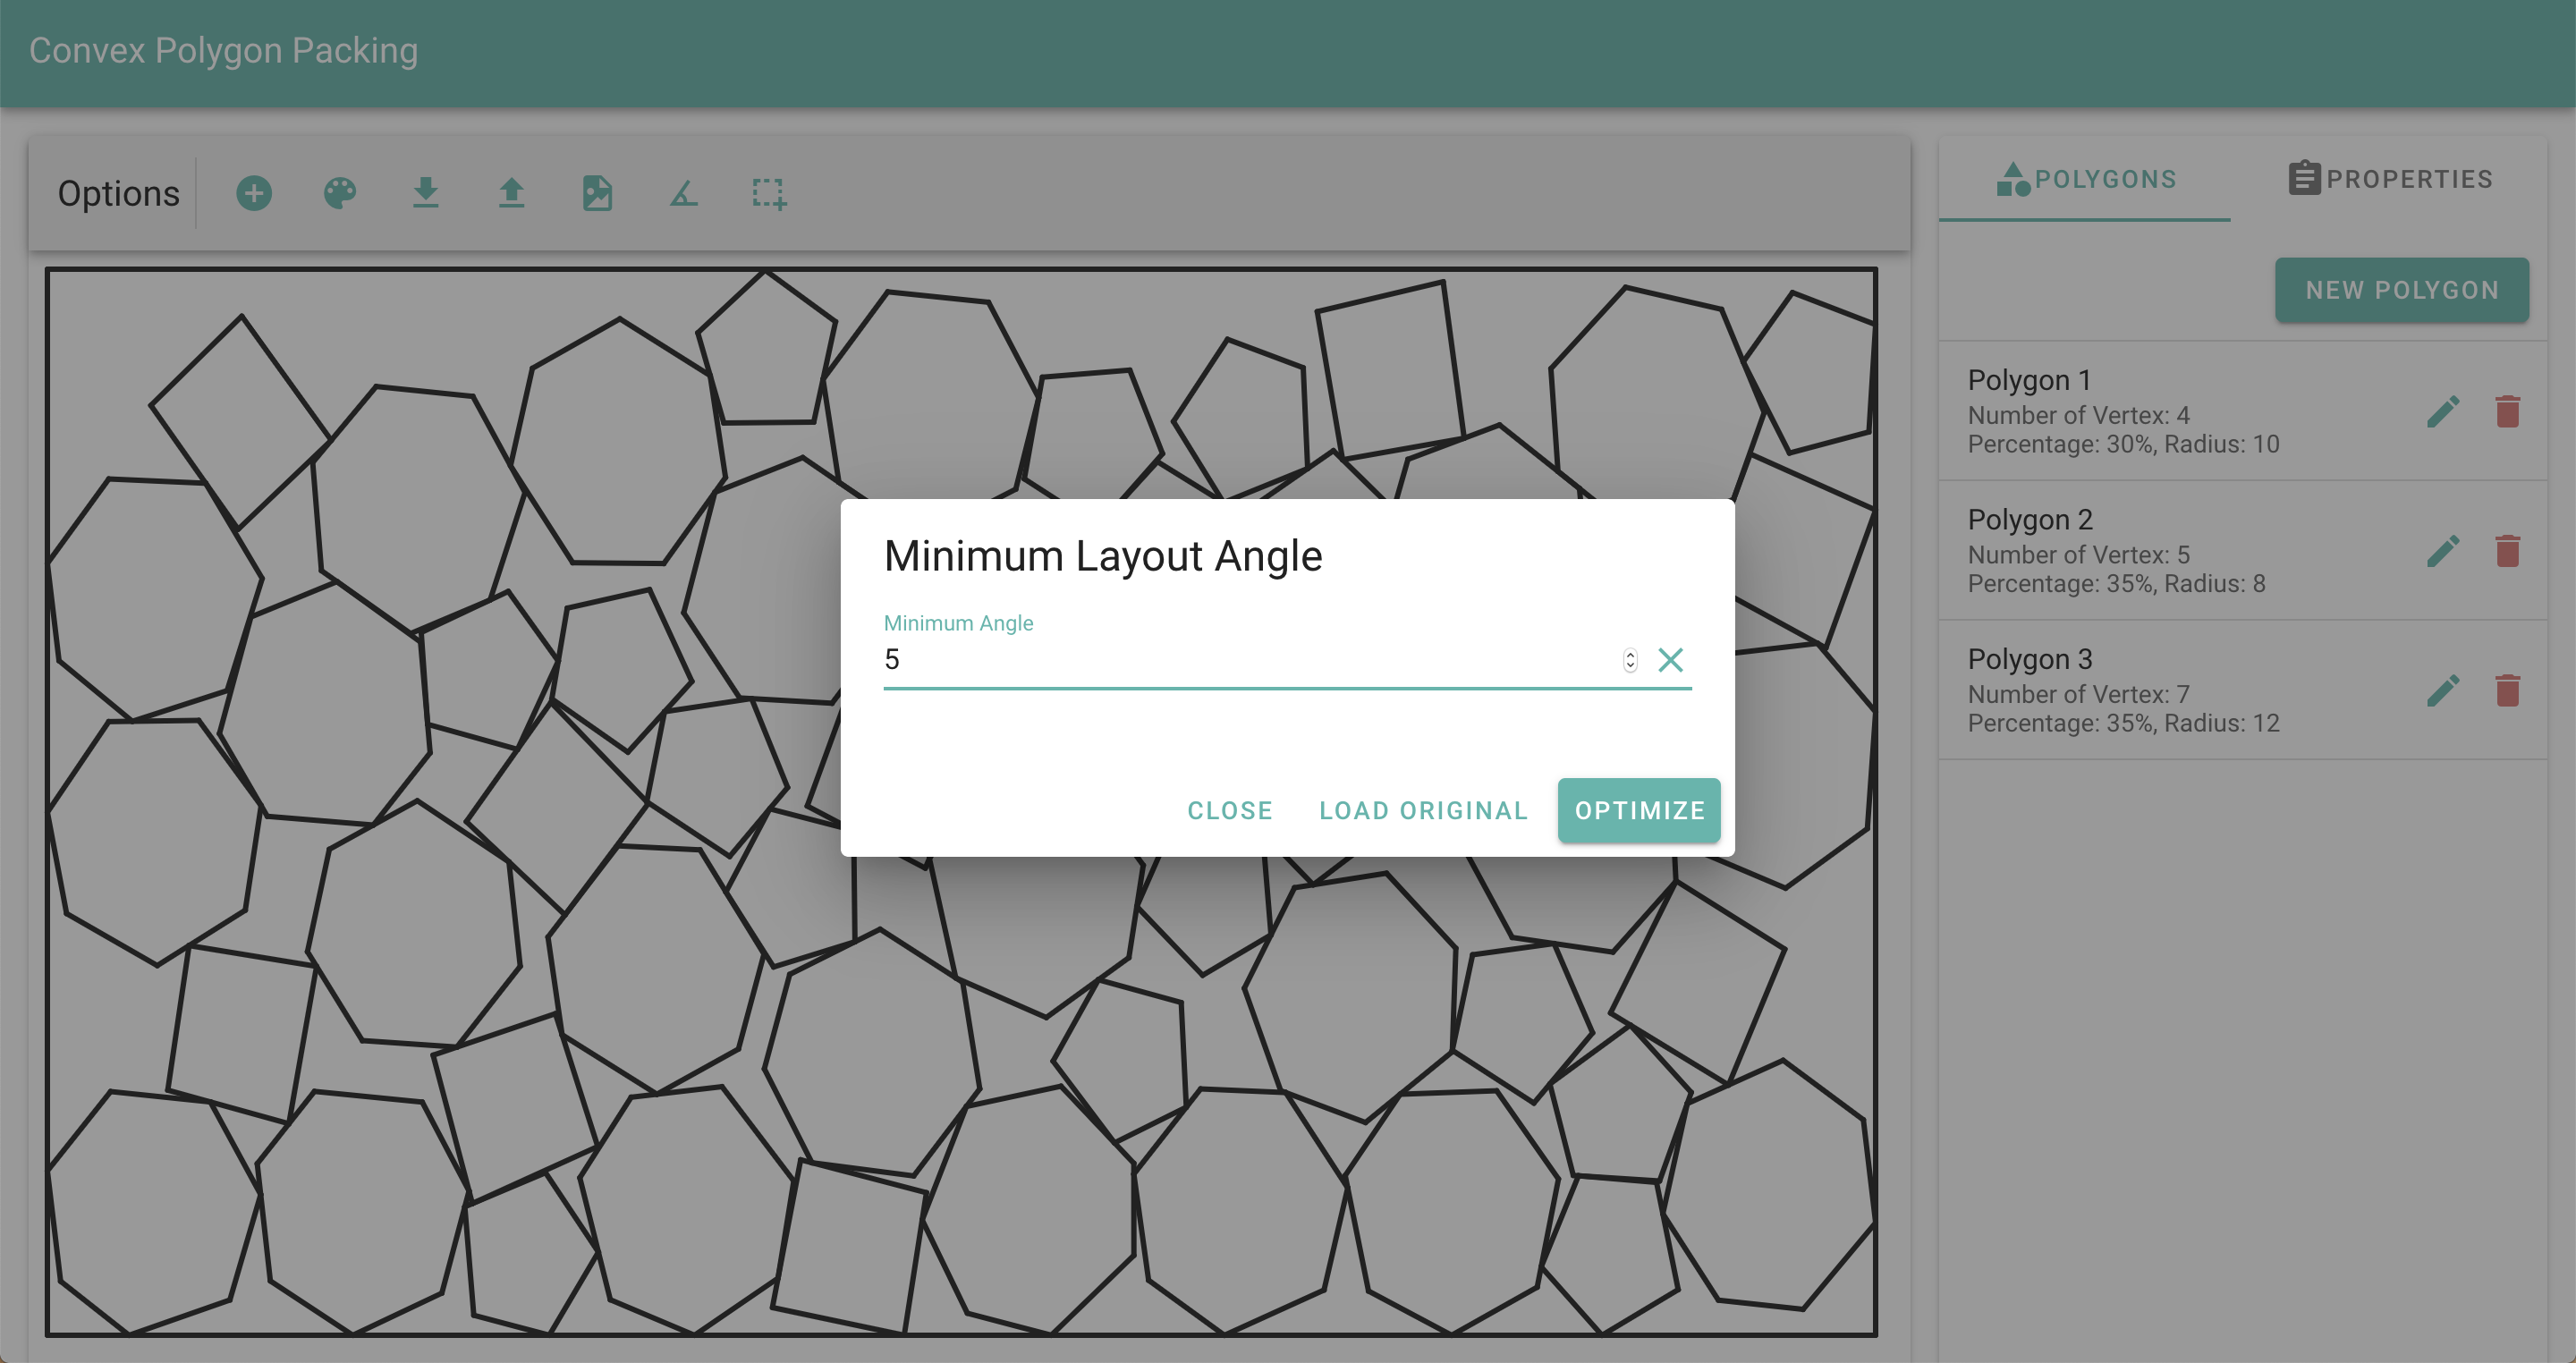 Convex Polygon Packing
Options
POLYGONS
PROPERTIES
NEW POLYGON
Polygon 1
Number of Vertex: 4
Percentage: 30%, Radius: 10
Polygon 2
Number of Vertex: 5
Percentage: 35%, Radius: 8
Polygon 3
Number of Vertex: 7
Percentage: 35%, Radius: 12
Minimum Layout Angle
Minimum Angle
5
CLOSE
LOAD ORIGINAL
OPTIMIZE